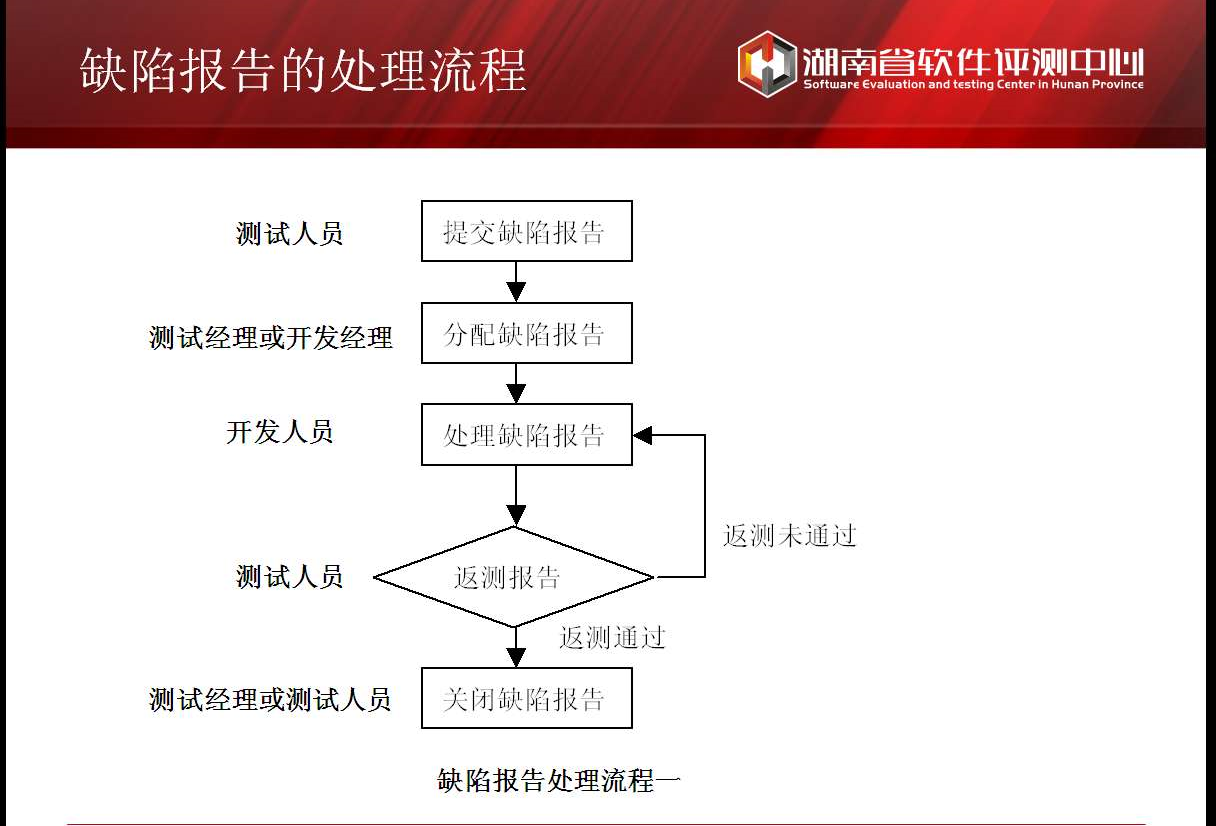 缺陷报告的处理流程
湖南省软件评测中心
Software Evaluation and testing Center in Hunan Province
测试人员
提交缺陷报告
测试经理或开发经理
分配缺陷报告
开发人员
处理缺陷报告
返测未通过
测试人员
返测报告
返测通过
测试经理或测试人员
关闭缺陷报告
缺陷报告处理流程一